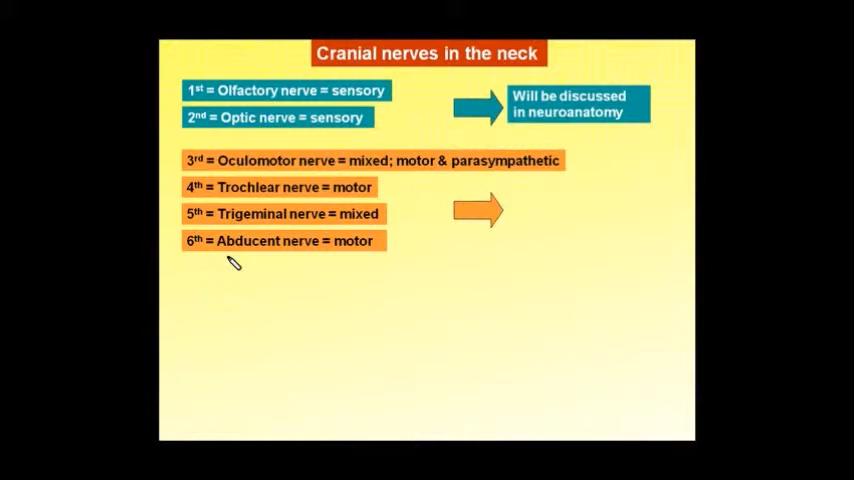 Cranial nerves in the neck
1st = Olfactory nerve = sensory
2nd = Optic nerve = sensory
Will be discussed
in neuroanatomy
3rd = Oculomotor nerve = mixed; motor & parasympathetic
4th = Trochlear nerve = motor
5th = Trigeminal nerve = mixed
6th = Abducent nerve = motor